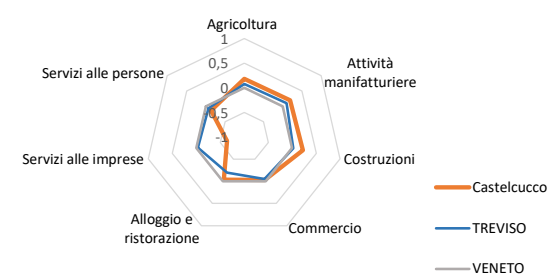 Agricoltura
1
0,5
0
0,5
-1
Attività
manifatturiere
Costruzioni
Commercio
Alloggio e
ristorazione
Servizi alle imprese
Servizi alle persone
Castelcucco
TREVISO
VENETO